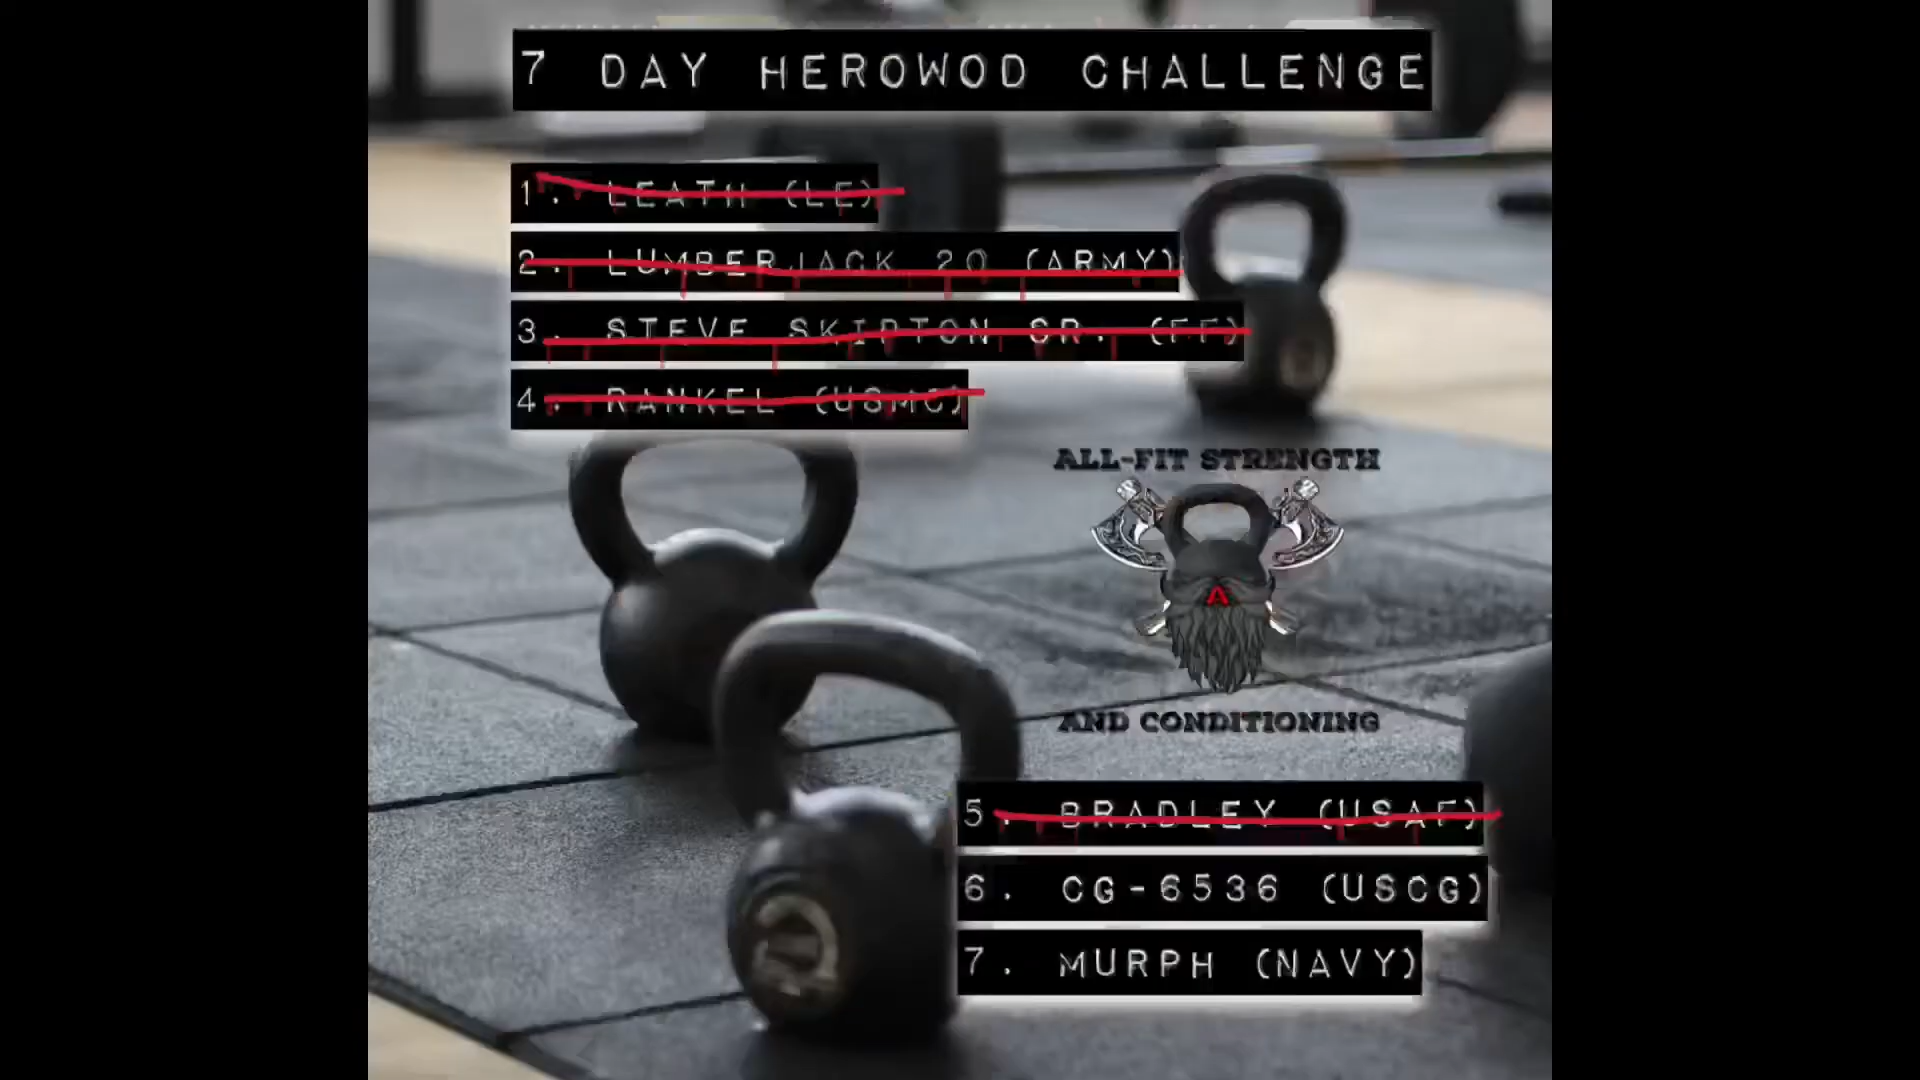 7 DAY HEROWOD CHALLENGE
1. LEATH (LE)
2. LUMBERJACK 20 (ARMY)
3. STEVE SKIPTON SR. (FF)
4. RANKEL (USMC)
ALL-FIT STRENGTH
A
AND CONDITIONING
5. BRADLEY (USAF)
6. CG-6536 (USCG)
7. MURPH (NAVY)